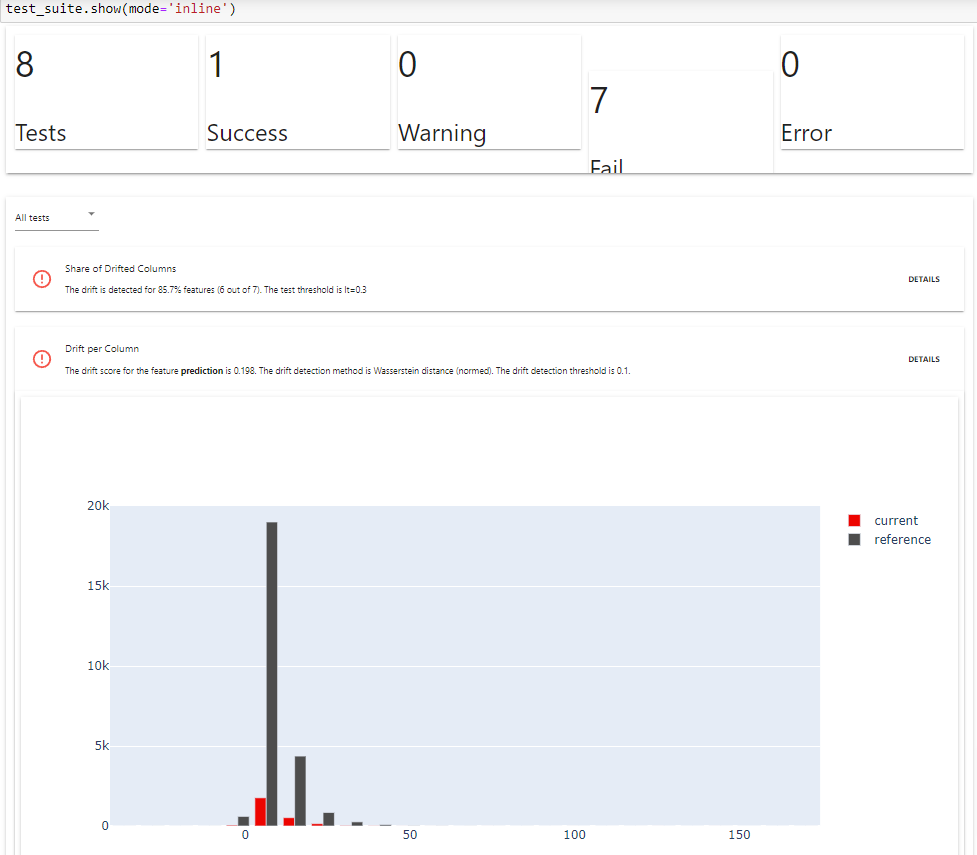 test_suite.show(mode='inline')
8
1
0
7
0
Tests
Success
Warning
Fail
Error
All tests
Share of Drifted Columns
The drift is detected for 85.7% features (6 out of 7). The test threshold is lt=0.3
DETAILS
Drift per Column
The drift score for the feature prediction is 0.198. The drift detection method is Wasserstein distance (normed). The drift detection threshold is 0.1.
DETAILS
20k
15k
10k
5k
0
0
50
100
150
current
reference